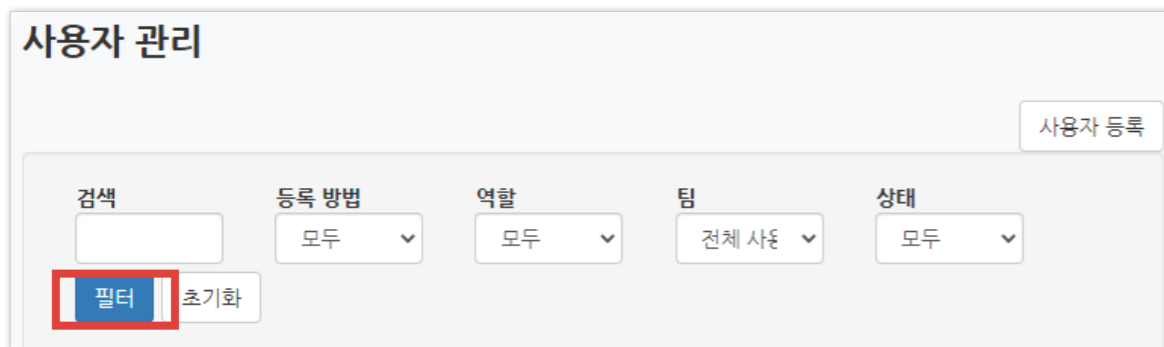 사용자 관리
사용자 등록
검색 등록 방법 역할 팀 상태
모두 모두 전체 사용 모두
필터 초기화